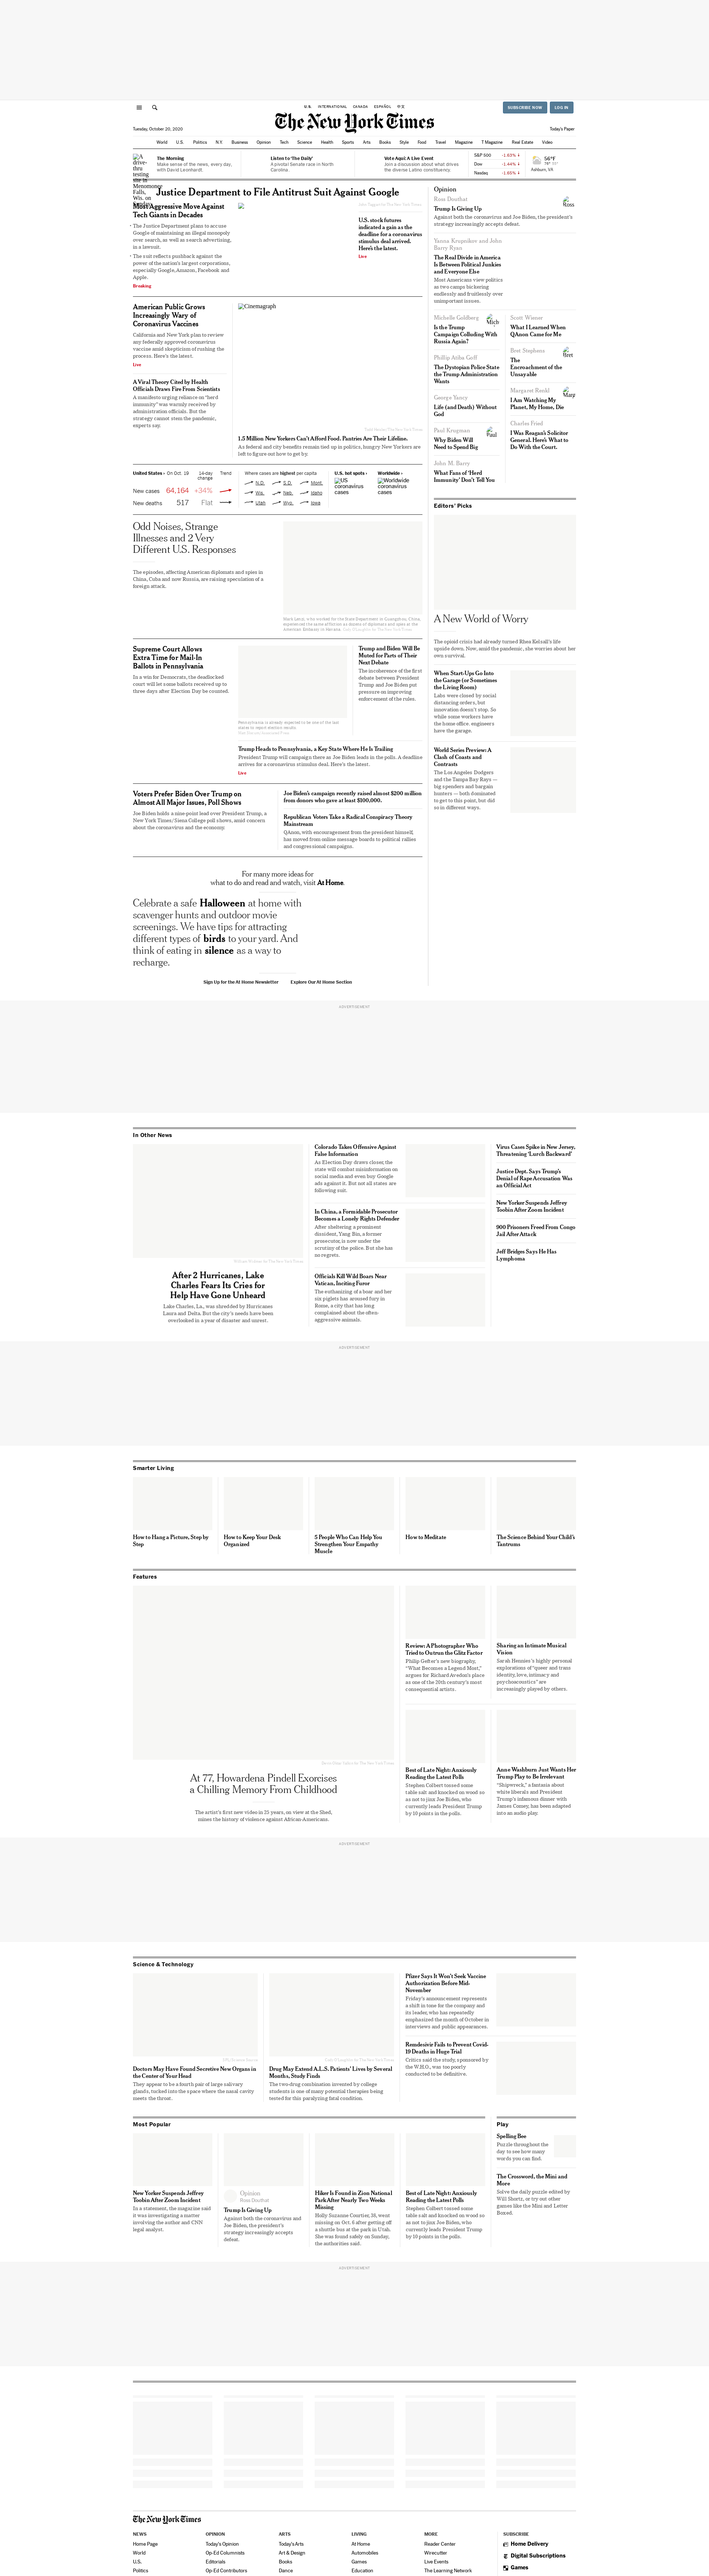 U.S.
INTERNATIONAL
CANADA
ESPAÑOL
中文
SUBSCRIBE NOW
LOG IN
The New York Times
Tuesday, October 20, 2020
Today's Paper
World
U.S.
Politics
N.Y.
Business
Opinion
Tech
Science
Health
Sports
Arts
Books
Style
Food
Travel
Magazine
T Magazine
Real Estate
Video
The Morning
Make sense of the news, every day,
with David Leonhardt.
Listen to 'The Daily'
A pivotal Senate race in North
Carolina.
Vote Aquí: A Live Event
Join a discussion about what drives
the diverse Latino constituency.
S&P 500 -1.63% ↓
Dow -1.44% ↓
Nasdaq -1.65% ↓
56°F
Ashburn, VA
Justice Department to File Antitrust Suit Against Google
Most Aggressive Move Against
Tech Giants in Decades
• The Justice Department plans to accuse
Google of maintaining an illegal monopoly
over search, as well as search advertising,
in a lawsuit.
• The suit reflects pushback against the
power of the nation's largest corporations,
especially Google, Amazon, Facebook and
Apple.
Breaking
U.S. stock futures
indicated a gain as the
deadline for a coronavirus
stimulus deal arrived.
Here's the latest.
Live
American Public Grows
Increasingly Wary of
Coronavirus Vaccines
California and New York plan to review
any federally approved coronavirus
vaccine amid skepticism of rushing the
process. Here's the latest.
Live
A Viral Theory Cited by Health
Officials Draws Fire From Scientists
A manifesto urging reliance on "herd
immunity" was warmly received by
administration officials. But the
strategy cannot stem the pandemic,
experts say.
Cinemagraph
1.5 Million New Yorkers Can't Afford Food. Pantries Are Their Lifeline.
As federal and city benefits remain tied up in politics, hungry New Yorkers are
left to figure out how to get by.
United States › On Oct. 19 14-day change Trend
New cases 64,164 +34%
New deaths 517 Flat
Where cases are highest per capita
N.D. S.D. Mont.
Wis. Neb. Idaho
Utah Wyo. Iowa
U.S. hot spots ›
US
coronavirus
cases
Worldwide ›
Worldwide
coronavirus
cases
Odd Noises, Strange
Illnesses and 2 Very
Different U.S. Responses
The episodes, affecting American diplomats and spies in
China, Cuba and now Russia, are raising questions of a
foreign attack.
Mark Lenzi, who worked for the State Department in Guangzhou, China,
experienced the same affliction as dozens of diplomats and spies at the
American Embassy in Havana.
Supreme Court Allows
Extra Time for Mail-In
Ballots in Pennsylvania
In a win for Democrats, the deadlocked
court will let some ballots be received up to
three days after Election Day be counted.
Pennsylvania is already expected to be one of the last
states to report election results.
Trump and Biden Will Be
Muted for Parts of Their
Next Debate
The incoherence of the first
debate between President
Trump and Joe Biden put
pressure on improving
enforcement of the rules.
Trump Heads to Pennsylvania, a Key State Where He Is Trailing
President Trump will campaign there as Joe Biden leads in the polls. A deadline
arrives for a coronavirus stimulus deal. Here's the latest.
Live
Voters Prefer Biden Over Trump on
Almost All Major Issues, Poll Shows
Joe Biden holds a nine-point lead over President Trump, a
New York Times/Siena College poll shows, amid concern
about the coronavirus and the economy.
Joe Biden's campaign recently raised almost $200 million
from donors who gave at least $100,000.
Republican Voters Take a Radical Conspiracy Theory
Mainstream
QAnon, with encouragement from the president himself,
has moved from online message boards to political rallies
and congressional campaigns.
For many more ideas for
what to do and read and watch, visit At Home.
Celebrate a safe Halloween at home with
scavenger hunts and outdoor movie
screenings. We have tips for attracting
different types of birds to your yard. And
think of eating in silence as a way to
recharge.
Sign Up for the At Home Newsletter
Explore Our At Home Section
Opinion
Ross Douthat
Trump Is Giving Up
Against both the coronavirus and Joe Biden, the president's
strategy increasingly accepts defeat.
Yanna Krupnikov and John
Barry Ryan
The Real Divide in America
Is Between Political Junkies
and Everyone Else
Most Americans view politics
as two camps bickering
endlessly and fruitlessly over
unimportant issues.
Michelle Goldberg
Is the Trump
Campaign Colluding With
Russia Again?
Phillip Atiba Goff
The Dystopian Police State
the Trump Administration
Wants
George Yancy
Life (and Death) Without
God
Paul Krugman
Why Biden Will
Need to Spend Big
John M. Barry
What Fans of 'Herd
Immunity' Don't Tell You
Scott Wiener
What I Learned When
QAnon Came for Me
Bret Stephens
The
Encroachment of the
Unsayable
Margaret Renkl
I Am Watching My
Planet, My Home, Die
Charles Fried
I Was Reagan's Solicitor
General. Here's What to
Do With the Court.
Editors' Picks
A New World of Worry
The opioid crisis had already turned Rhea Kelsall's life
upside down. Now, amid the pandemic, she worries about her
own survival.
When Start-Ups Go Into
the Garage (or Sometimes
the Living Room)
Labs were closed by social
distancing orders, but
innovation doesn't stop. So
while some workers have
the home office, engineers
have the garage.
World Series Preview: A
Clash of Coasts and
Contrasts
The Los Angeles Dodgers
and the Tampa Bay Rays —
big spenders and bargain
hunters — both dominated
to get to this point, but did
so in different ways.
ADVERTISEMENT
In Other News
After 2 Hurricanes, Lake
Charles Fears Its Cries for
Help Have Gone Unheard
Lake Charles, La., was shredded by Hurricanes
Laura and Delta. But the city's needs have been
overlooked in a year of disaster and unrest.
Colorado Takes Offensive Against
False Information
As Election Day draws closer, the
state will combat misinformation on
social media and even buy Google
ads against it. But not all states are
following suit.
In China, a Formidable Prosecutor
Becomes a Lonely Rights Defender
After sheltering a prominent
dissident, Yang Bin, a former
prosecutor, is now under the
scrutiny of the police. But she has
no regrets.
Officials Kill Wild Boars Near
Vatican, Inciting Furor
The euthanizing of a boar and her
six piglets has aroused fury in
Rome, a city that has long
complained about the often-
aggressive animals.
Virus Cases Spike in New Jersey,
Threatening 'Lurch Backward'
Justice Dept. Says Trump's
Denial of Rape Accusation Was
an Official Act
New Yorker Suspends Jeffrey
Toobin After Zoom Incident
900 Prisoners Freed From Congo
Jail After Attack
Jeff Bridges Says He Has
Lymphoma
ADVERTISEMENT
Smarter Living
How to Hang a Picture, Step by
Step
How to Keep Your Desk
Organized
5 People Who Can Help You
Strengthen Your Empathy
Muscle
How to Meditate
The Science Behind Your Child's
Tantrums
Features
At 77, Howardena Pindell Exorcises
a Chilling Memory From Childhood
The artist's first new video in 25 years, on view at the Shed,
mines the history of violence against African-Americans.
Review: A Photographer Who
Tried to Outrun the Glitz Factor
Philip Gefter's new biography,
"What Becomes a Legend Most,"
argues for Richard Avedon's place
as one of the 20th century's most
consequential artists.
Sharing an Intimate Musical
Vision
Sarah Hennies's highly personal
explorations of "queer and trans
identity, love, intimacy and
psychoacoustics" are
increasingly played by others.
Best of Late Night: Anxiously
Reading the Latest Polls
Stephen Colbert tossed some
table salt and knocked on wood so
as not to jinx Joe Biden, who
currently leads President Trump
by 10 points in the polls.
Anne Washburn Just Wants Her
Trump Play to Be Irrelevant
"Shipwreck," a fantasia about
white liberals and President
Trump's infamous dinner with
James Comey, has been adapted
into an audio play.
ADVERTISEMENT
Science & Technology
Doctors May Have Found Secretive New Organs in
the Center of Your Head
They appear to be a fourth pair of large salivary
glands, tucked into the space where the nasal cavity
meets the throat.
Drug May Extend A.L.S. Patients' Lives by Several
Months, Study Finds
The two-drug combination invented by college
students is one of many potential therapies being
tested for this paralyzing fatal condition.
Pfizer Says It Won't Seek Vaccine
Authorization Before Mid-
November
Friday's announcement represents
a shift in tone for the company and
its leader, who has repeatedly
emphasized the month of October in
interviews and public appearances.
Remdesivir Fails to Prevent Covid-
19 Deaths in Huge Trial
Critics said the study, sponsored by
the W.H.O., was too poorly
conducted to be definitive.
Most Popular
New Yorker Suspends Jeffrey
Toobin After Zoom Incident
In a statement, the magazine said
it was investigating a matter
involving the author and CNN
legal analyst.
Opinion
Ross Douthat
Trump Is Giving Up
Against both the coronavirus and
Joe Biden, the president's
strategy increasingly accepts
defeat.
Hiker Is Found in Zion National
Park After Nearly Two Weeks
Missing
Holly Suzanne Courtier, 38, went
missing on Oct. 6 after getting off
a shuttle bus at the park in Utah.
She was found safely on Sunday,
the authorities said.
Best of Late Night: Anxiously
Reading the Latest Polls
Stephen Colbert tossed some
table salt and knocked on wood so
as not to jinx Joe Biden, who
currently leads President Trump
by 10 points in the polls.
Play
Spelling Bee
Puzzle throughout the
day to see how many
words you can find.
The Crossword, the Mini and
More
Solve the daily puzzle edited by
Will Shortz, or try out other
games like the Mini and Letter
Boxed.
ADVERTISEMENT
The New York Times
NEWS
Home Page
World
U.S.
Politics
OPINION
Today's Opinion
Op-Ed Columnists
Editorials
Op-Ed Contributors
ARTS
Today's Arts
Art & Design
Books
Dance
LIVING
At Home
Automobiles
Games
Education
MORE
Reader Center
Wirecutter
Live Events
The Learning Network
SUBSCRIBE
Home Delivery
Digital Subscriptions
Games